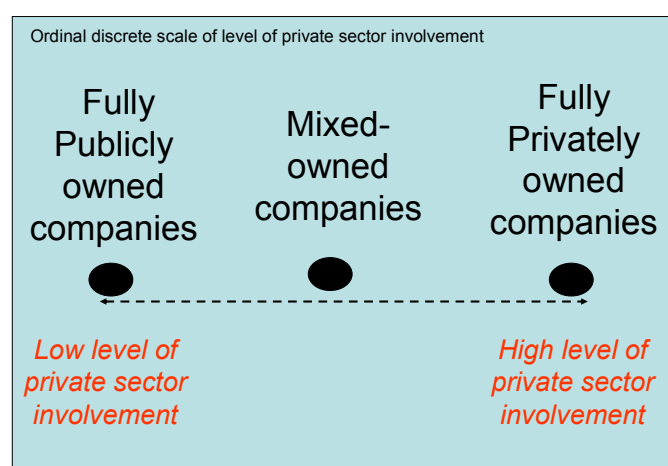 Ordinal discrete scale of level of private sector involvement
Fully
Publicly
owned
companies
Mixed-
owned
companies
Fully
Privately
owned
companies
Low level of
private sector
involvement
High level of
private sector
involvement